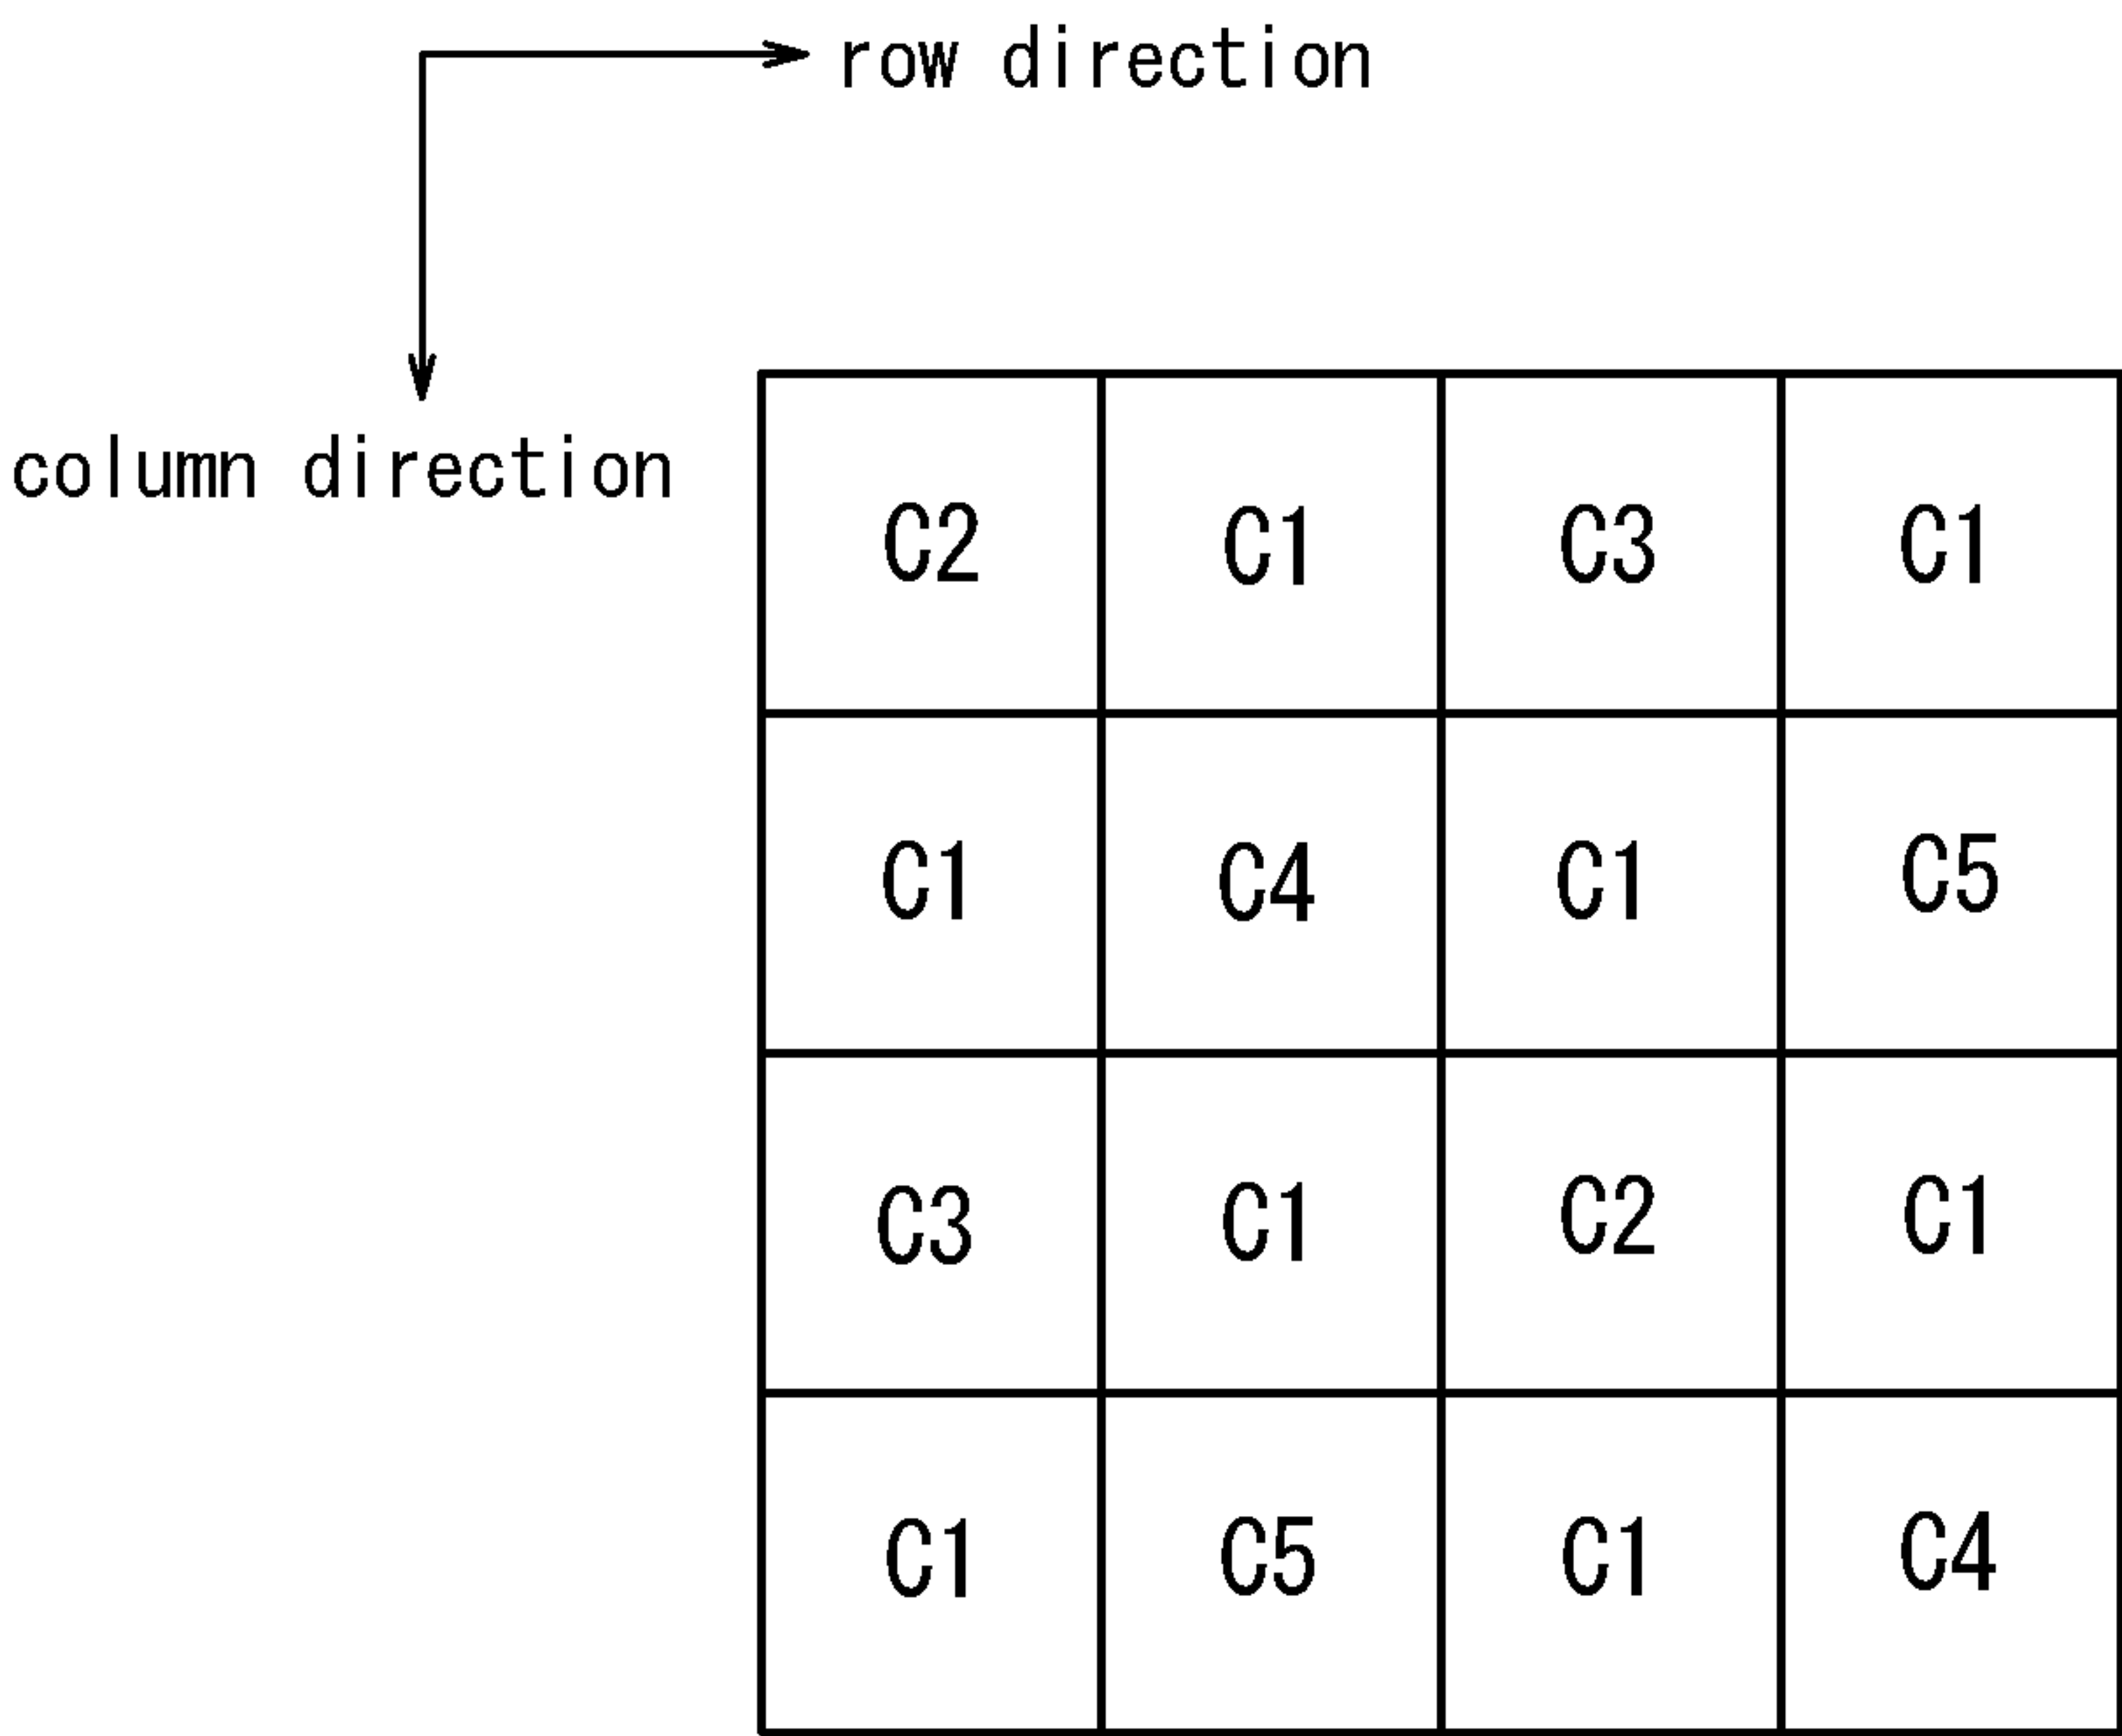 row direction
column direction
C2 C1 C3 C1
C1 C4 C1 C5
C3 C1 C2 C1
C1 C5 C1 C4